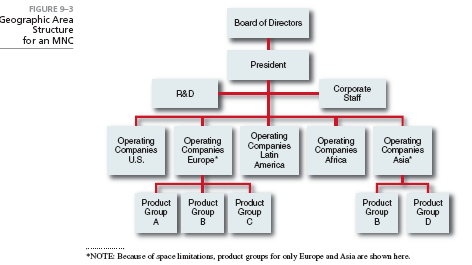 FIGURE 9–3
Geographic Area
Structure
for an MNC
Board of Directors
President
R&D
Corporate
Staff
Operating
Companies
U.S.
Operating
Companies
Europe*
Operating
Companies
Latin
America
Operating
Companies
Africa
Operating
Companies
Asia*
Product
Group
A
Product
Group
B
Product
Group
C
Product
Group
B
Product
Group
D
*NOTE: Because of space limitations, product groups for only Europe and Asia are shown here.